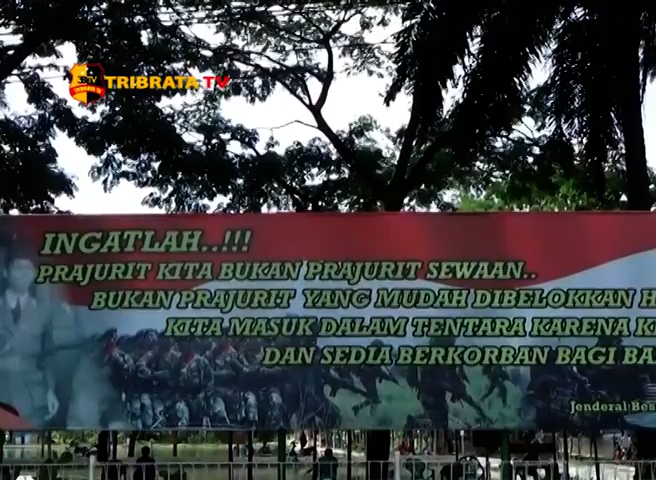 TRIBRATA TV
INGATLAH..!!!
PRAJURIT KITA BUKAN PRAJURIT SEWAAN..
BUKAN PRAJURIT YANG MUDAH DIBELOKKAN
KITA MASUK DALAM TENTARA KARENA
DAN SEDIA BERKORBAN BAGI
Jenderal